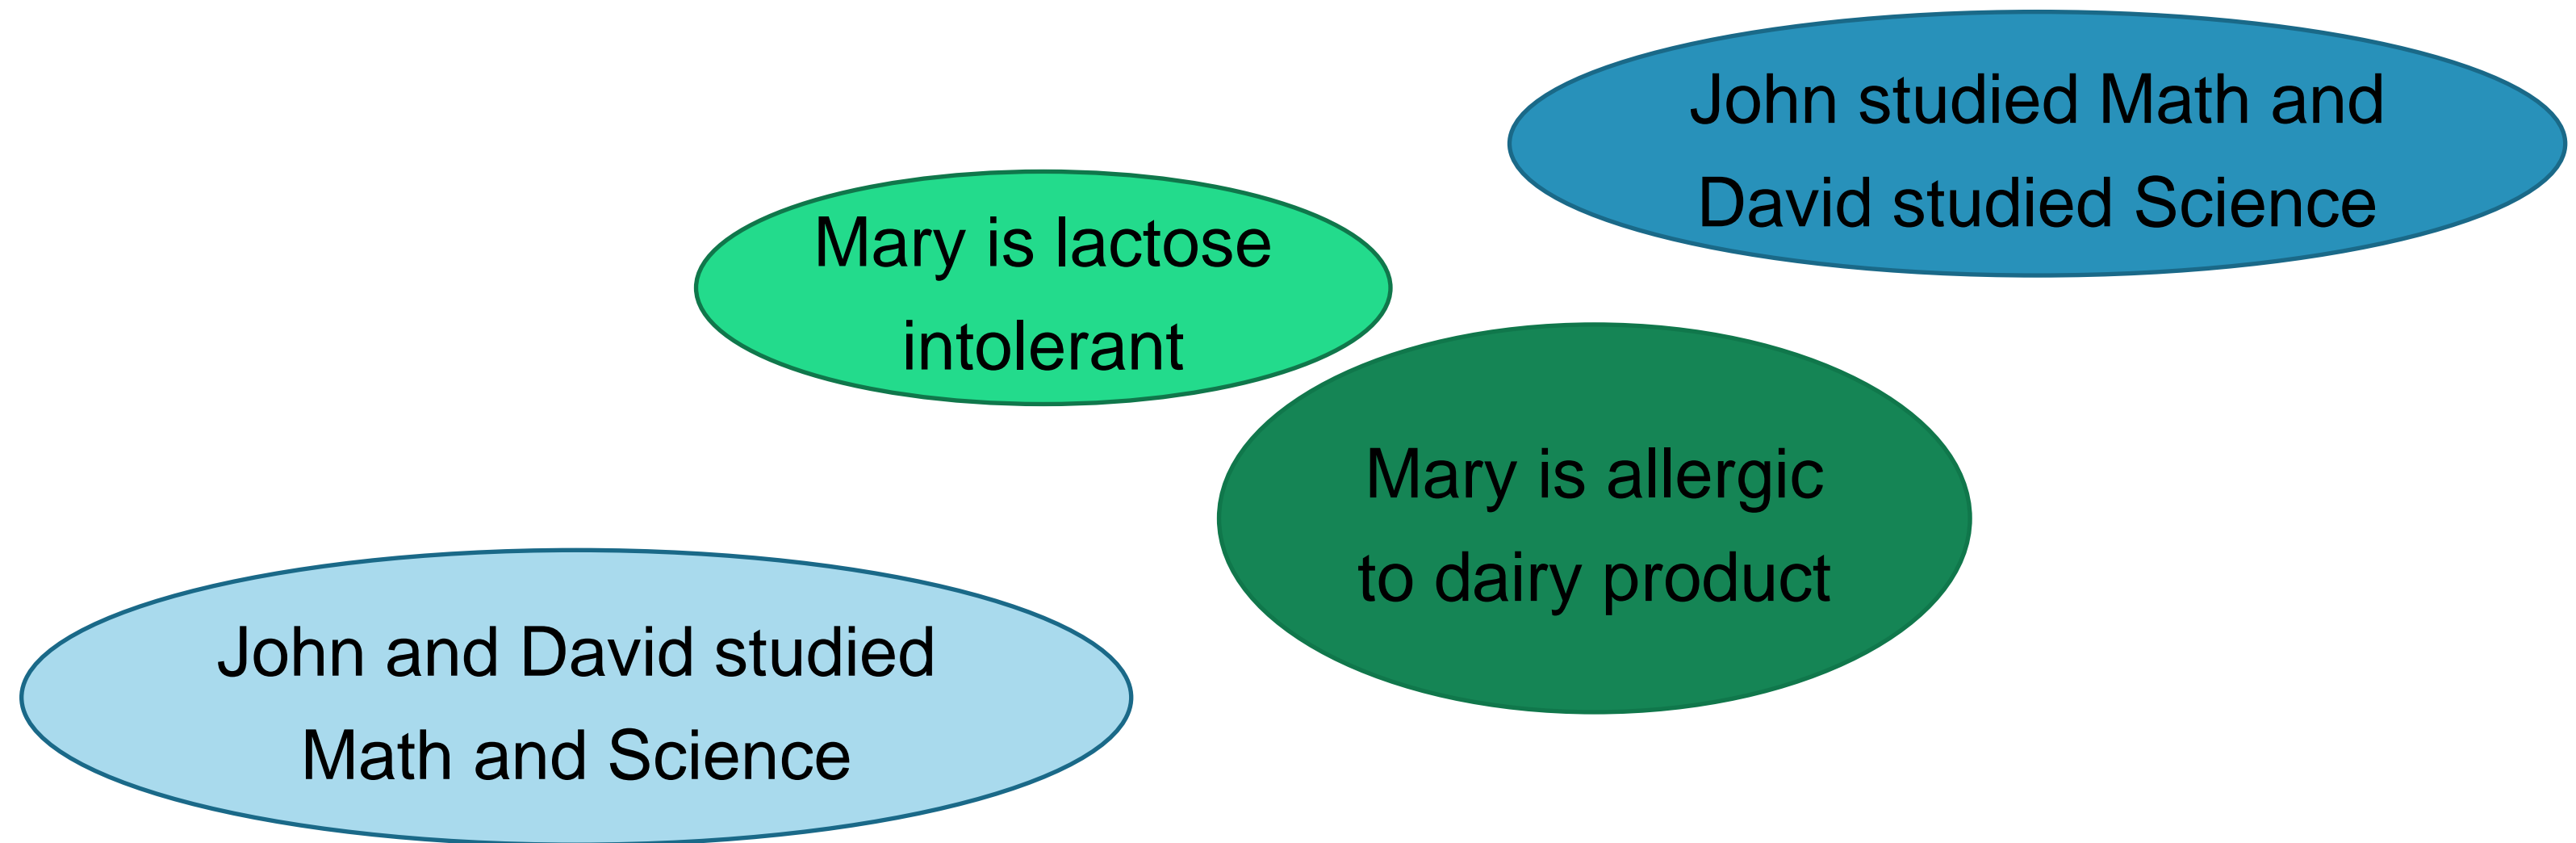 John studied Math and
David studied Science
Mary is lactose
intolerant
Mary is allergic
to dairy product
John and David studied
Math and Science